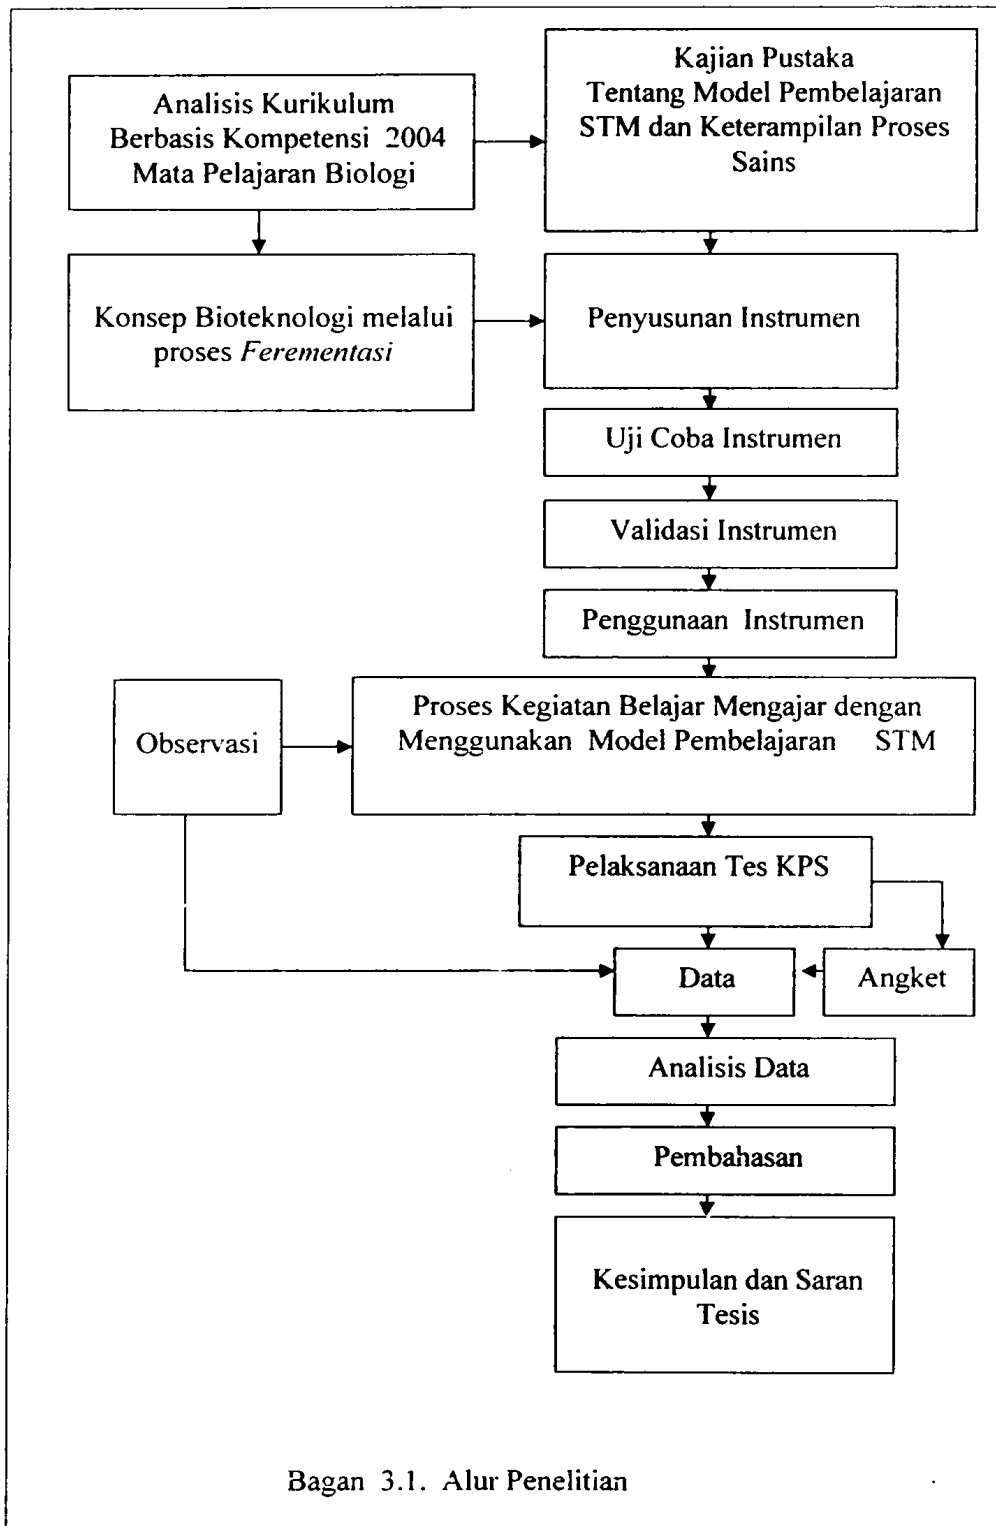 Analisis Kurikulum
Berbasis Kompetensi 2004
Mata Pelajaran Biologi
Kajian Pustaka
Tentang Model Pembelajaran
STM dan Keterampilan Proses
Sains
Konsep Bioteknologi melalui
proses Ferementasi
Penyusunan Instrumen
Uji Coba Instrumen
Validasi Instrumen
Penggunaan Instrumen
Observasi
Proses Kegiatan Belajar Mengajar dengan
Menggunakan Model Pembelajaran STM
Pelaksanaan Tes KPS
Data
Angket
Analisis Data
Pembahasan
Kesimpulan dan Saran
Tesis
Bagan 3.1. Alur Penelitian